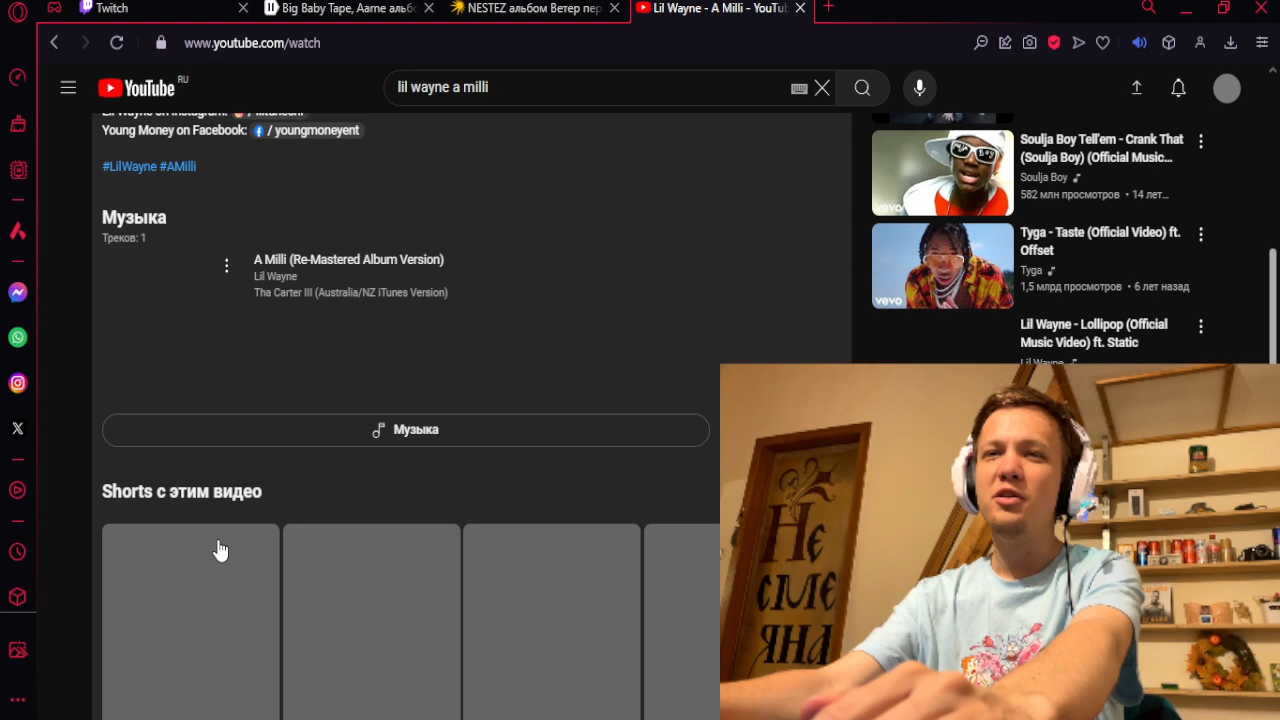 Twitch
Big Baby Tape, Aarne альбо
NESTEZ альбом Ветер пер
Lil Wayne - A Milli - YouTub
www.youtube.com/watch
YouTube RU
lil wayne a milli
Young Money on Facebook: / youngmoneyent
#LilWayne #AMilli
Музыка
Треков: 1
A Milli (Re-Mastered Album Version)
Lil Wayne
Tha Carter III (Australia/NZ iTunes Version)
Музыка
Shorts с этим видео
Soulja Boy Tell'em - Crank That
(Soulja Boy) (Official Music...
Soulja Boy
582 млн просмотров • 14 лет...
vevo
Tyga - Taste (Official Video) ft.
Offset
Tyga
1,5 млрд просмотров • 6 лет назад
vevo
Lil Wayne - Lollipop (Official
Music Video) ft. Static
Lil Wayne
Не